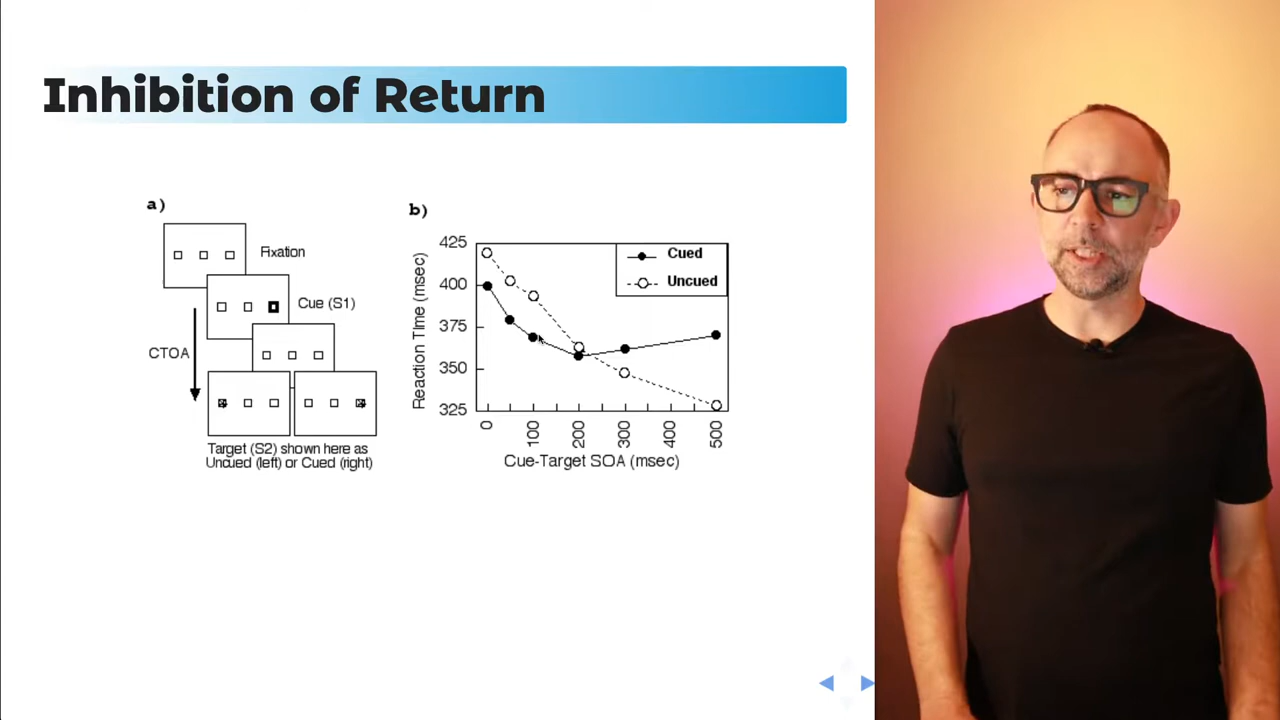 Inhibition of Return
a)
Fixation
Cue (S1)
CTOA
Target (S2) shown here as
Uncued (left) or Cued (right)
b)
Cued
Uncued
Reaction Time (msec)
425
400
375
350
325
0 100 200 300 400 500
Cue-Target SOA (msec)